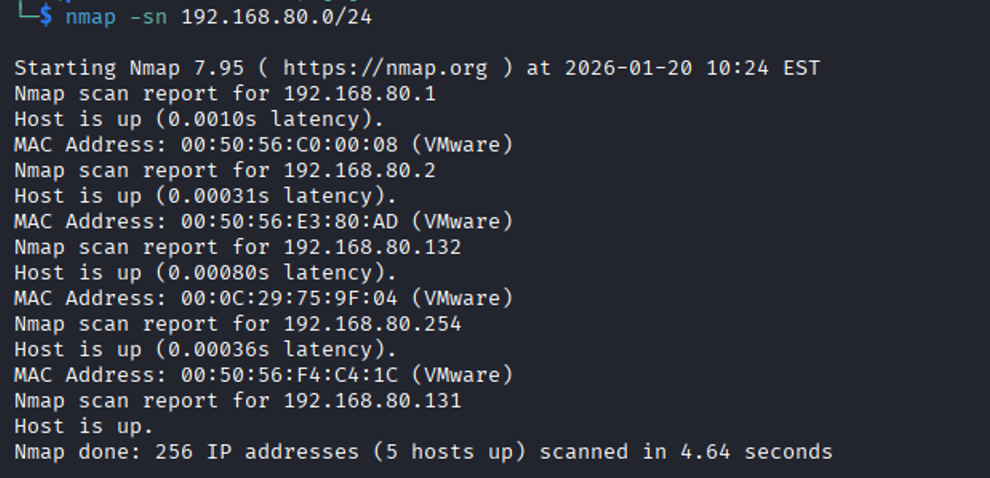 └─$ nmap -sn 192.168.80.0/24
Starting Nmap 7.95 ( https://nmap.org ) at 2026-01-20 10:24 EST
Nmap scan report for 192.168.80.1
Host is up (0.0010s latency).
MAC Address: 00:50:56:C0:00:08 (VMware)
Nmap scan report for 192.168.80.2
Host is up (0.00031s latency).
MAC Address: 00:50:56:E3:80:AD (VMware)
Nmap scan report for 192.168.80.132
Host is up (0.00080s latency).
MAC Address: 00:0C:29:75:9F:04 (VMware)
Nmap scan report for 192.168.80.254
Host is up (0.00036s latency).
MAC Address: 00:50:56:F4:C4:1C (VMware)
Nmap scan report for 192.168.80.131
Host is up.
Nmap done: 256 IP addresses (5 hosts up) scanned in 4.64 seconds